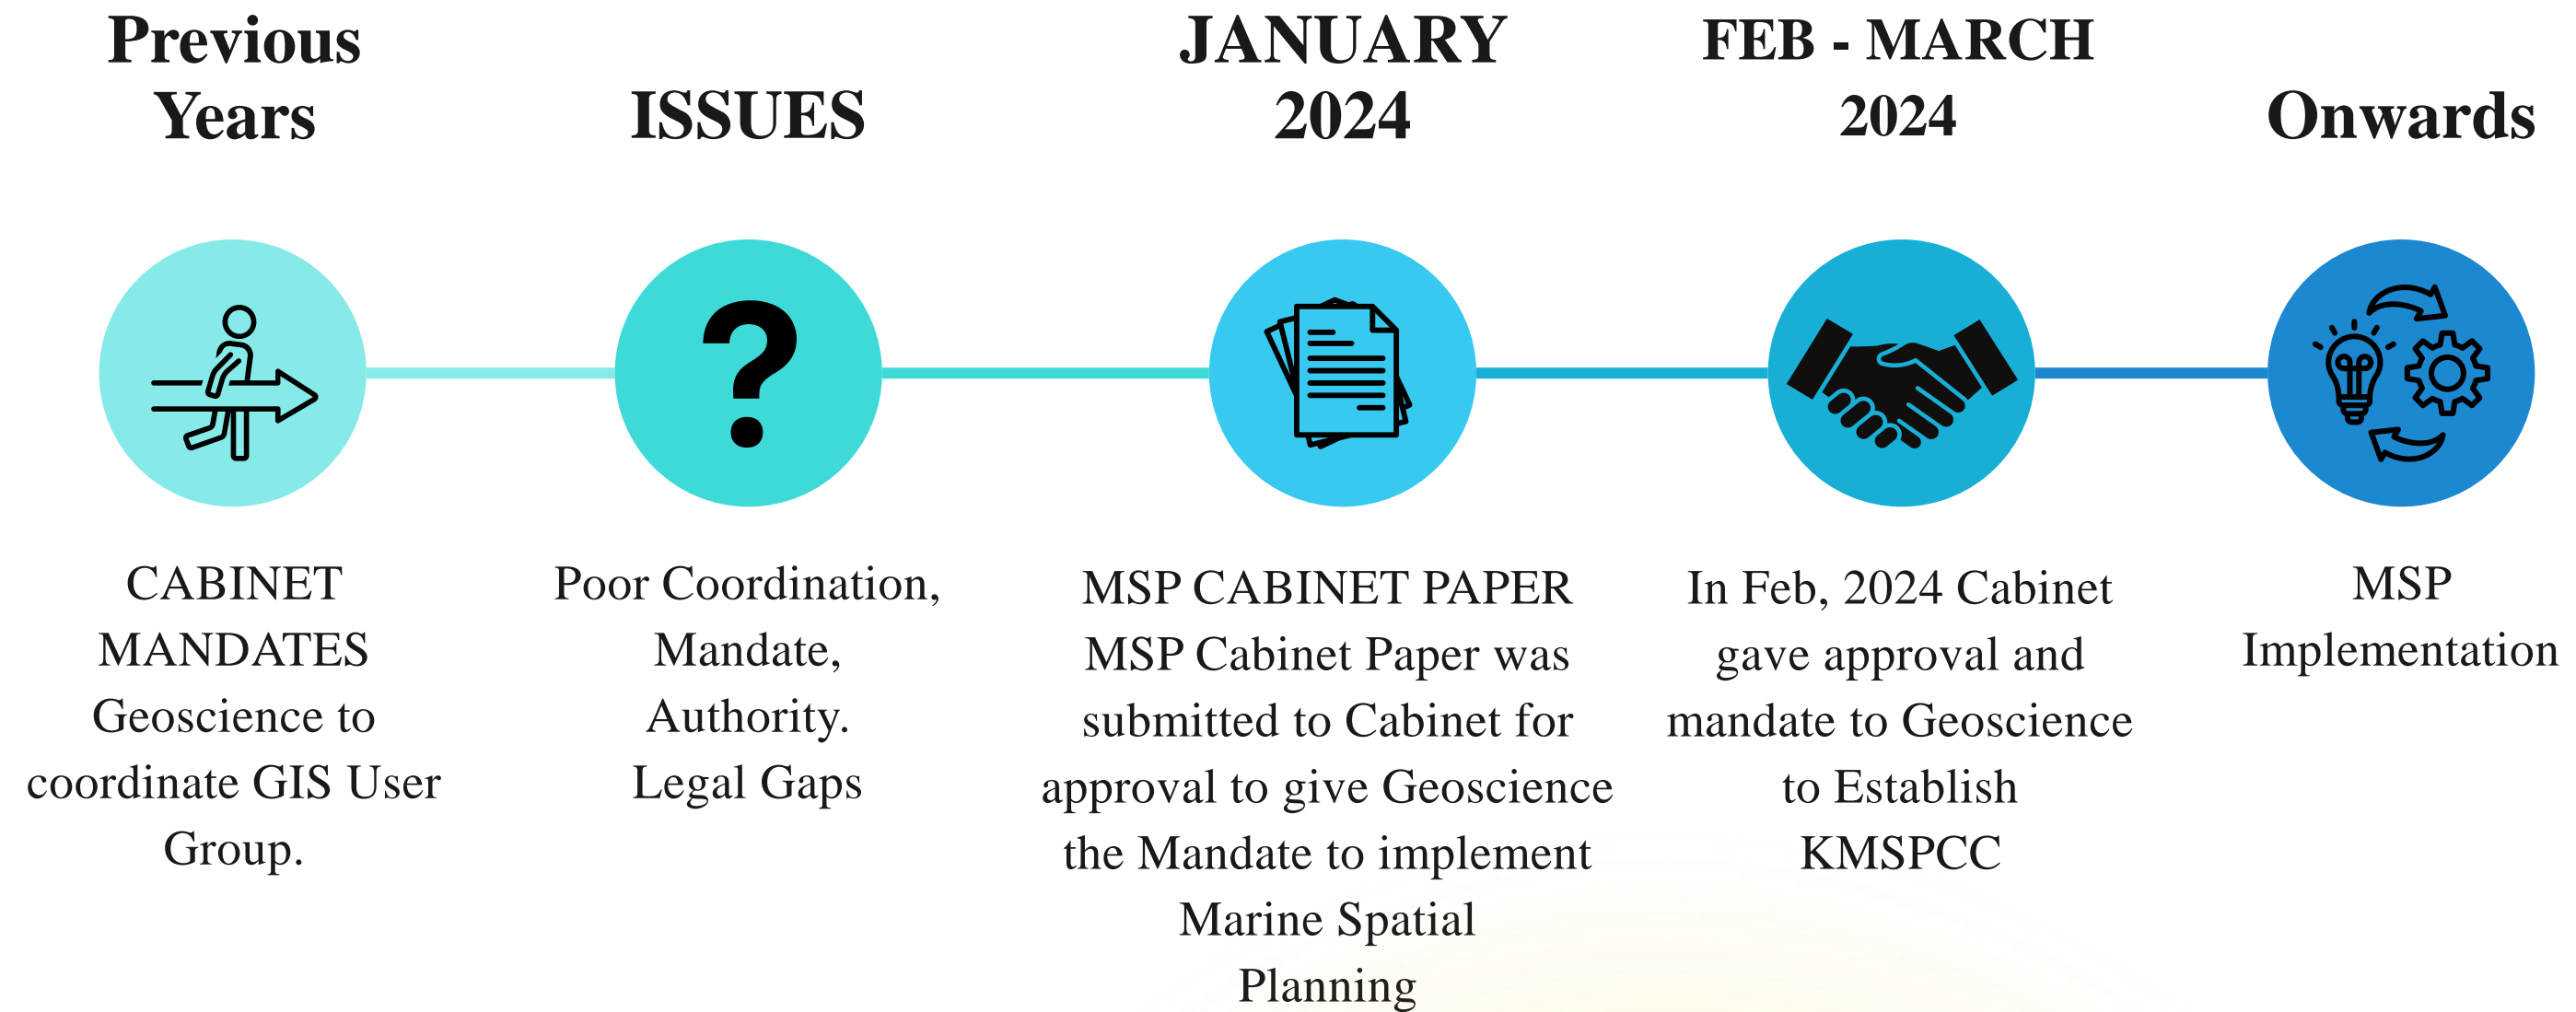 Previous
Years
CABINET
MANDATES
Geoscience to
coordinate GIS User
Group.
ISSUES
Poor Coordination,
Mandate,
Authority.
Legal Gaps
JANUARY
2024
MSP CABINET PAPER
MSP Cabinet Paper was
submitted to Cabinet for
approval to give Geoscience
the Mandate to implement
Marine Spatial
Planning
FEB - MARCH
2024
In Feb, 2024 Cabinet
gave approval and
mandate to Geoscience
to Establish
KMSPCC
Onwards
MSP
Implementation